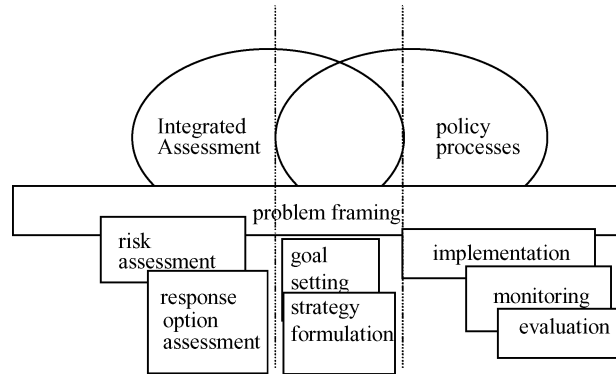 Integrated
Assessment
policy
processes
problem framing
risk
assessment
response
option
assessment
goal
setting
strategy
formulation
implementation
monitoring
evaluation